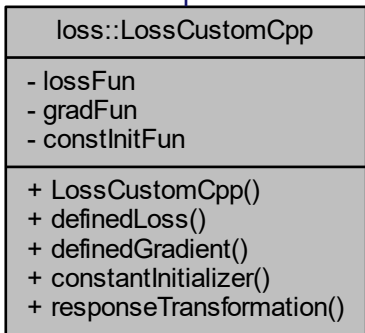 loss::LossCustomCpp
- lossFun
- gradFun
- constInitFun
+ LossCustomCpp()
+ definedLoss()
+ definedGradient()
+ constantInitializer()
+ responseTransformation()